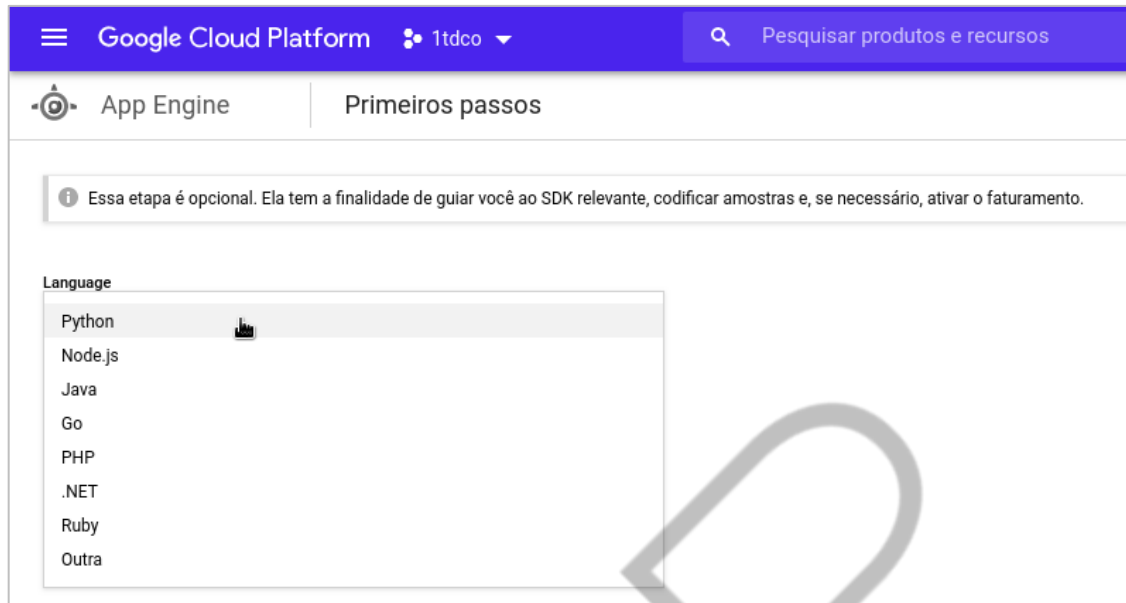 Google Cloud Platform 1tdco Pesquisar produtos e recursos
App Engine Primeiros passos
Essa etapa é opcional. Ela tem a finalidade de guiar você ao SDK relevante, codificar amostras e, se necessário, ativar o faturamento.
Language
Python
Node.js
Java
Go
PHP
.NET
Ruby
Outra